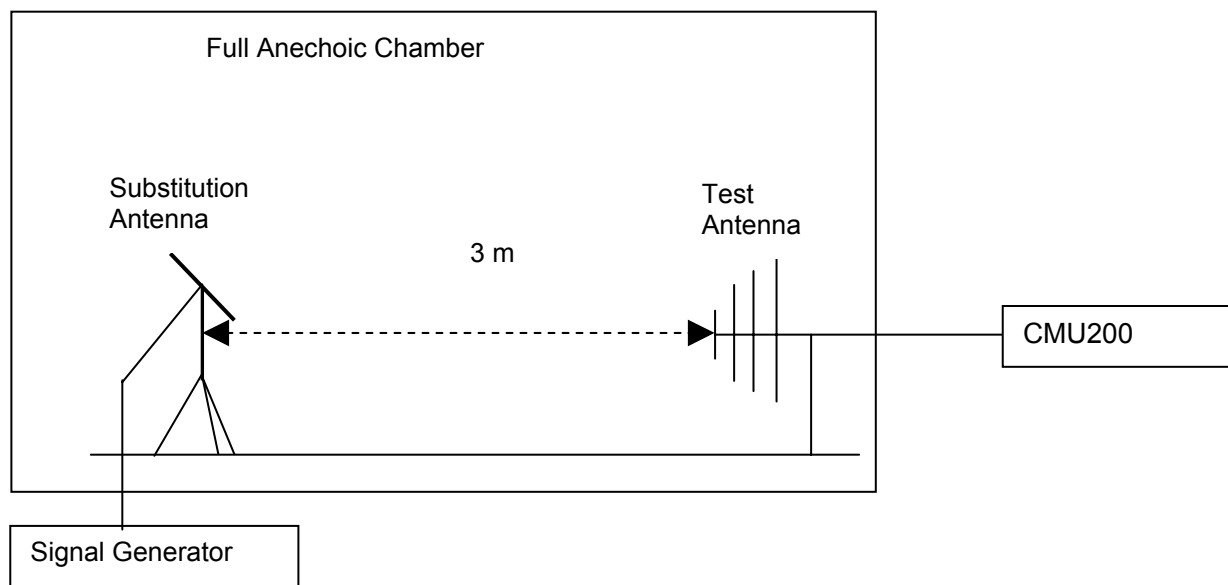 Full Anechoic Chamber
Substitution
Antenna
Test
Antenna
3 m
CMU200
Signal Generator